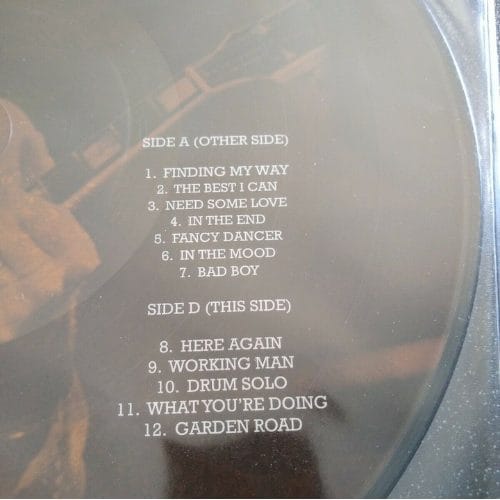 SIDE A (OTHER SIDE)
1. FINDING MY WAY
2. THE BEST I CAN
3. NEED SOME LOVE
4. IN THE END
5. FANCY DANCER
6. IN THE MOOD
7. BAD BOY
SIDE D (THIS SIDE)
8. HERE AGAIN
9. WORKING MAN
10. DRUM SOLO
11. WHAT YOU'RE DOING
12. GARDEN ROAD